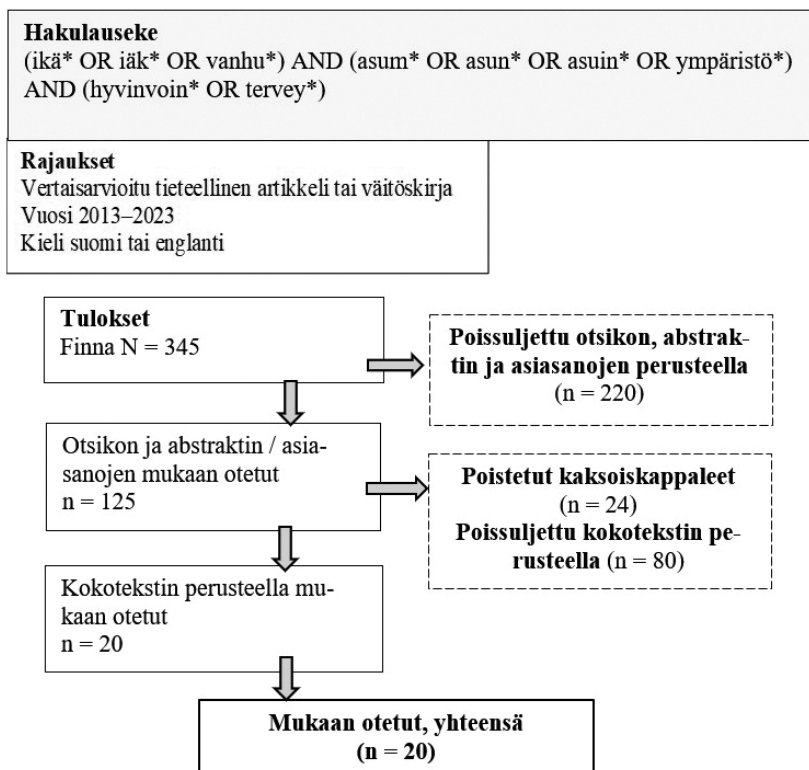 Hakulauseke
(ikä* OR iäk* OR vanhu*) AND (asum* OR asun* OR asuin* OR ympäristö*)
AND (hyvinvoin* OR tervey*)
Rajaukset
Vertaisarvioitu tieteellinen artikkeli tai väitöskirja
Vuosi 2013–2023
Kieli suomi tai englanti
Tulokset
Finna N = 345
Poissuljettu otsikon, abstrak-
tin ja asiasanojen perusteella
(n = 220)
Otsikon ja abstraktin / asia-
sanojen mukaan otetut
n = 125
Poistetut kaksoiskappaleet
(n = 24)
Poissuljettu kokotekstin pe-
rusteella (n = 80)
Kokotekstin perusteella mu-
kaan otetut
n = 20
Mukaan otetut, yhteensä
(n = 20)